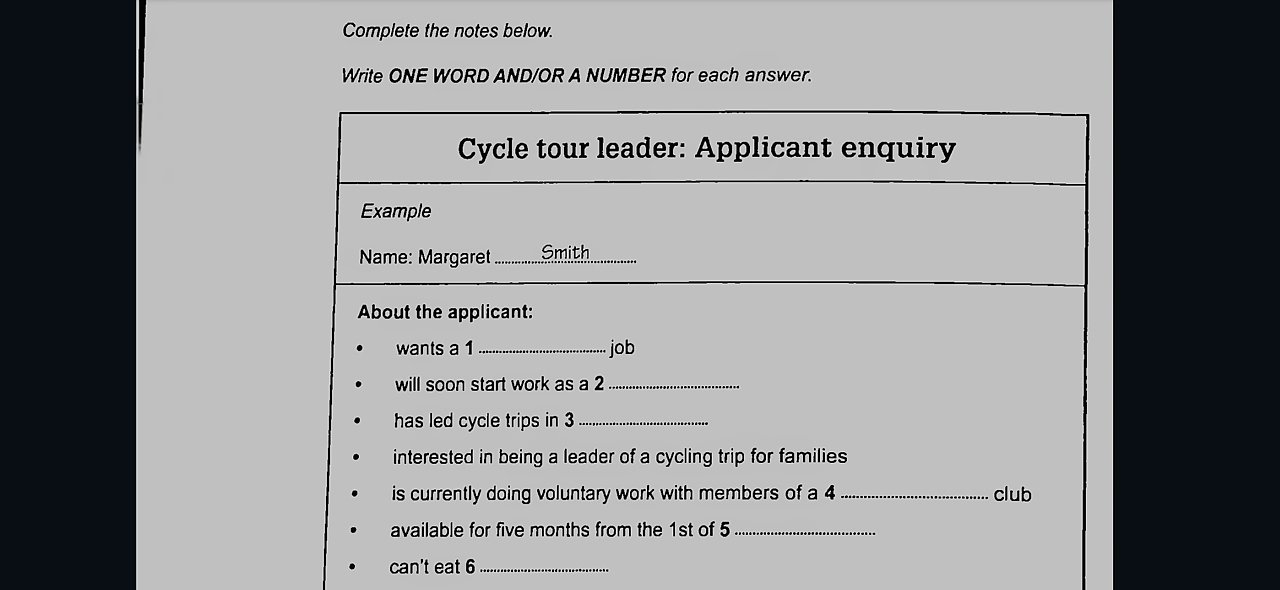 Complete the notes below.
Write ONE WORD AND/OR A NUMBER for each answer.
Cycle tour leader: Applicant enquiry
Example
Name: Margaret ........ Smith ........
About the applicant:
• wants a 1 ........ job
• will soon start work as a 2 ........
• has led cycle trips in 3 ........
• interested in being a leader of a cycling trip for families
• is currently doing voluntary work with members of a 4 ........ club
• available for five months from the 1st of 5 ........
• can't eat 6 ........